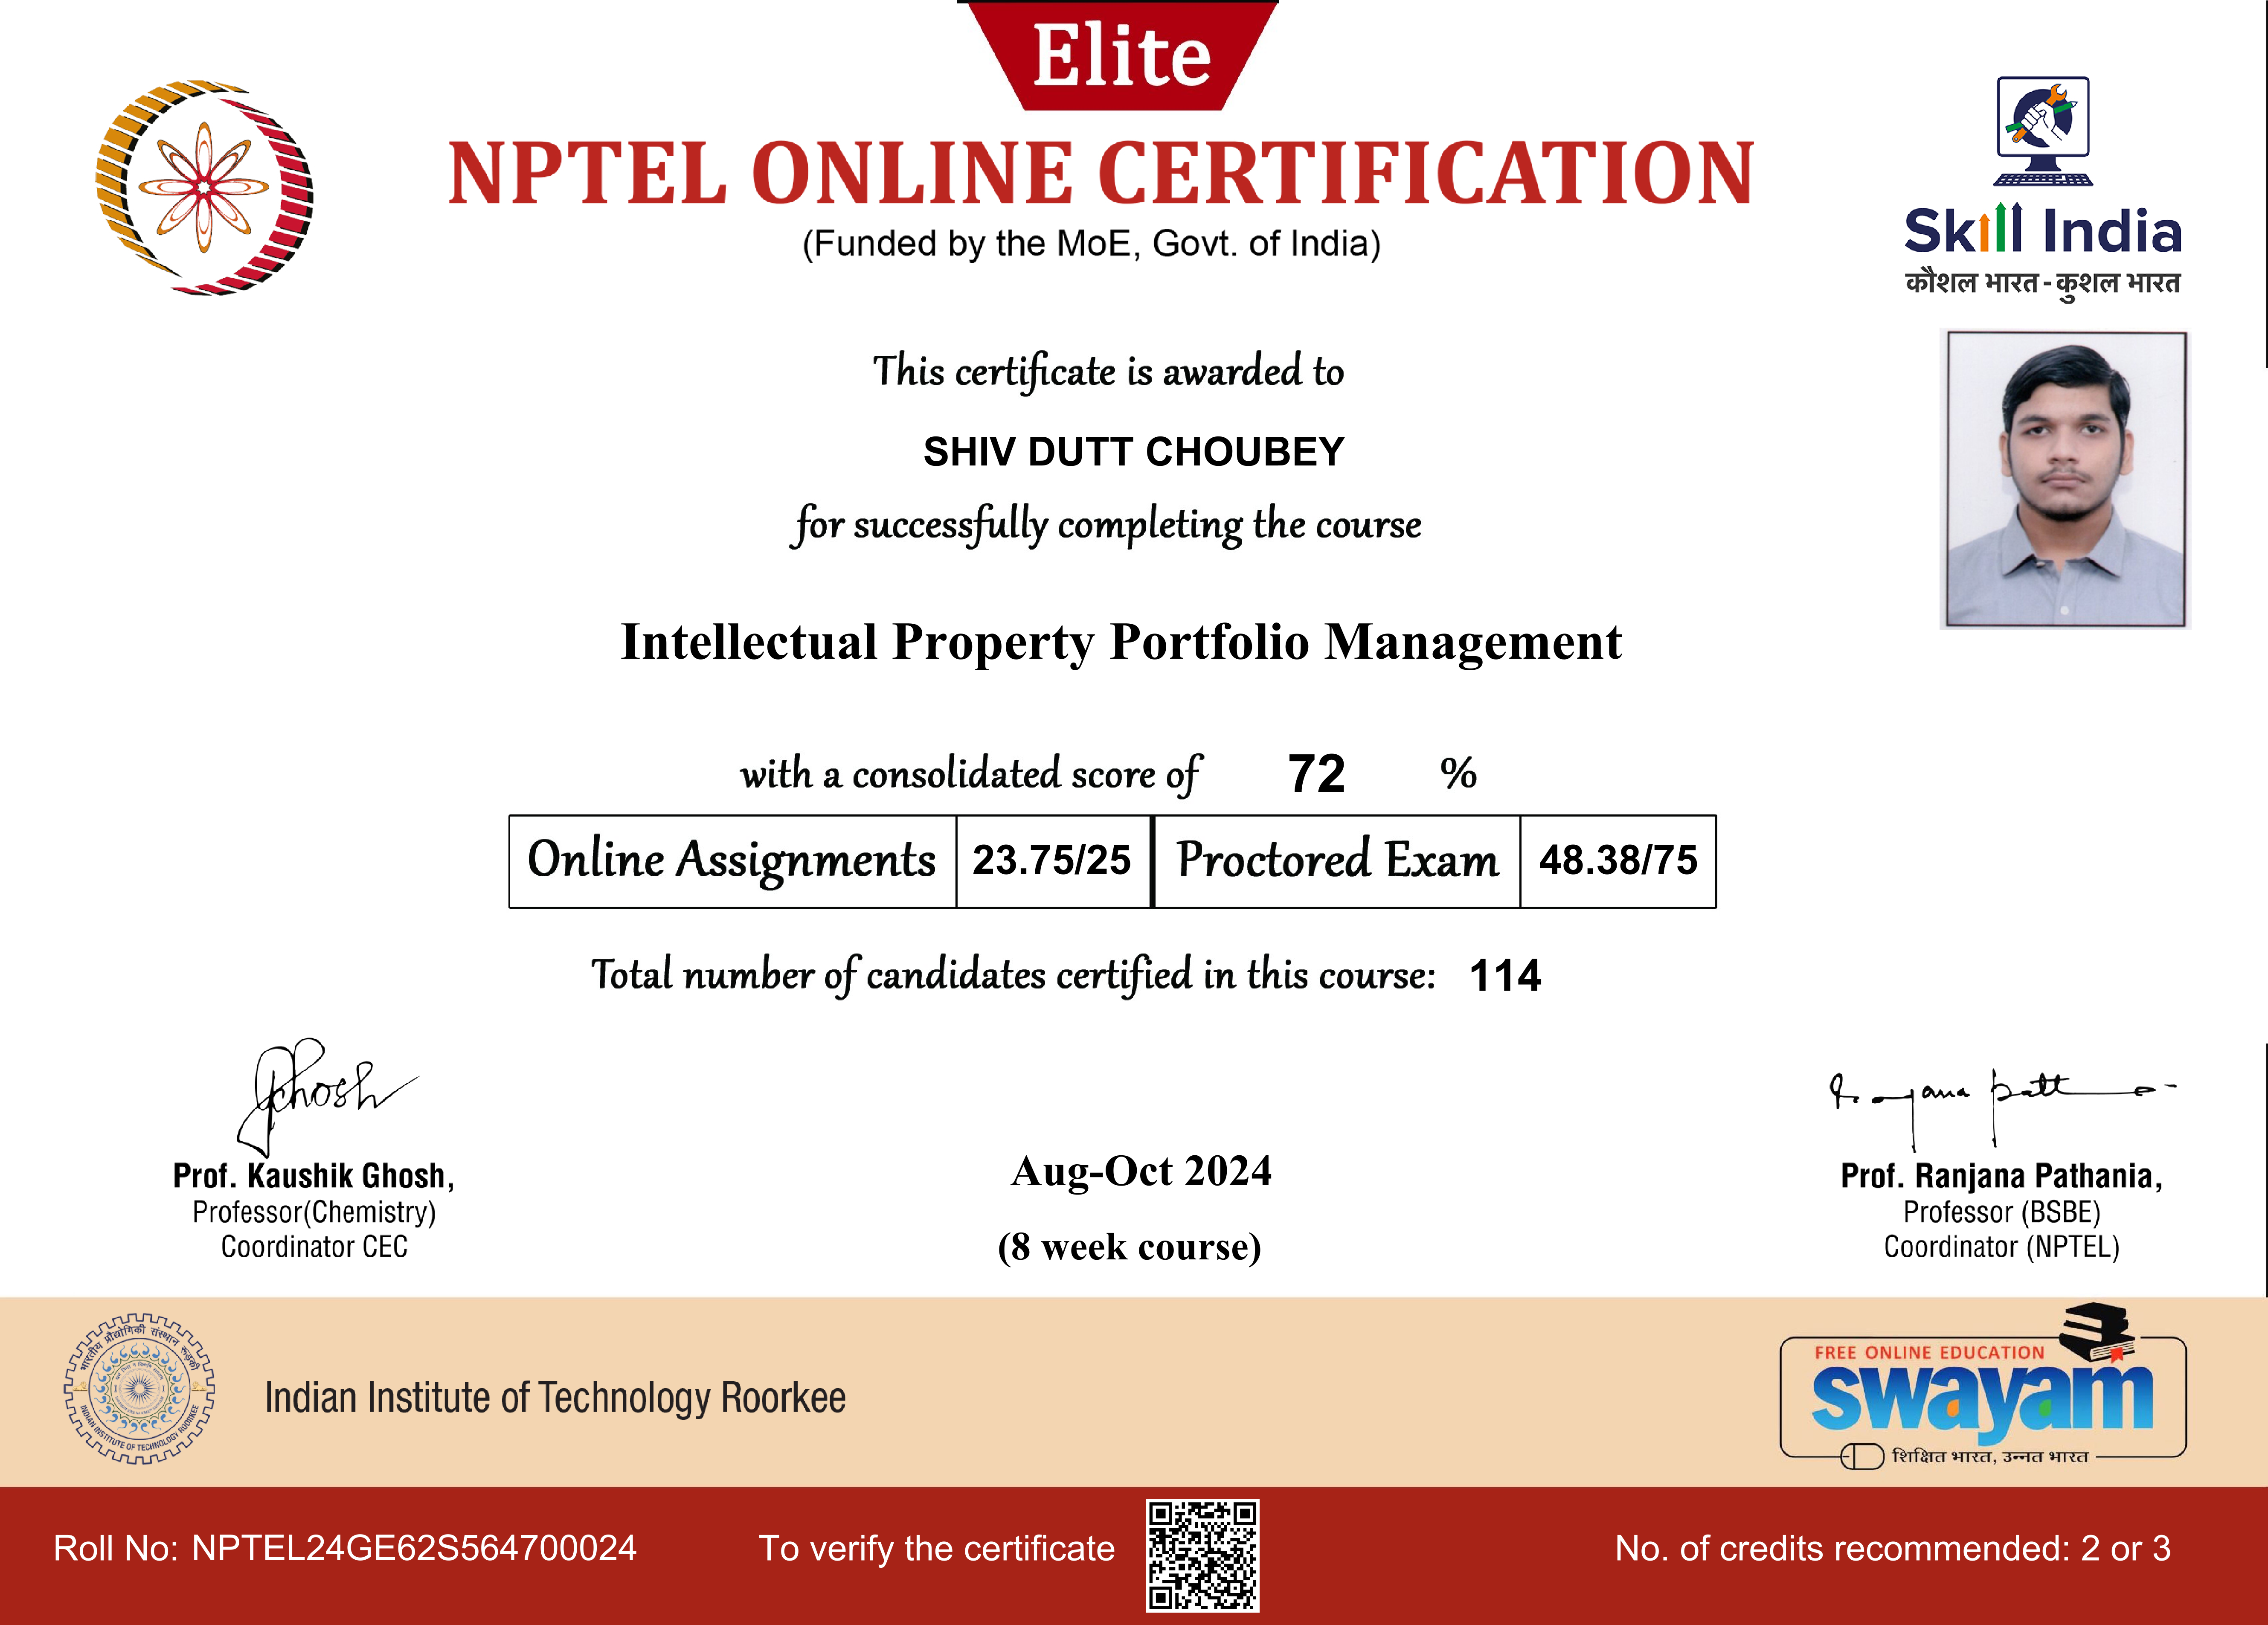 Elite
NPTEL ONLINE CERTIFICATION
(Funded by the MoE, Govt. of India)
Skill India
कौशल भारत - कुशल भारत
This certificate is awarded to
SHIV DUTT CHOUBEY
for successfully completing the course
Intellectual Property Portfolio Management
with a consolidated score of 72 %
Online Assignments 23.75/25 Proctored Exam 48.38/75
Total number of candidates certified in this course: 114
Ghosh
Prof. Kaushik Ghosh,
Professor(Chemistry)
Coordinator CEC
Aug-Oct 2024
(8 week course)
Prof. Ranjana Pathania,
Professor (BSBE)
Coordinator (NPTEL)
भारतीय प्रौद्योगिकी संस्थान रूड़की
INDIAN INSTITUTE OF TECHNOLOGY ROORKEE
Indian Institute of Technology Roorkee
FREE ONLINE EDUCATION
swayam
शिक्षित भारत, उन्नत भारत
Roll No: NPTEL24GE62S564700024
To verify the certificate
No. of credits recommended: 2 or 3